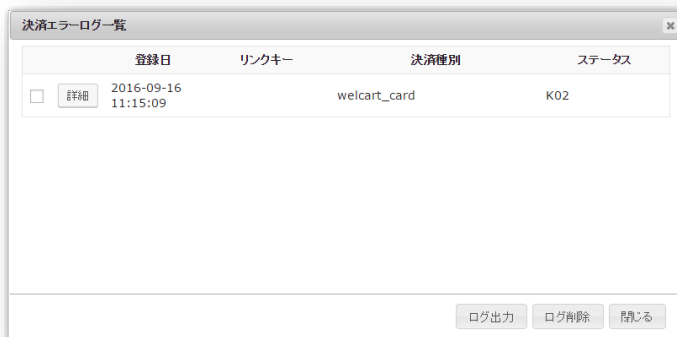 決済エラーログ一覧
登録日 リンクキー 決済種別 ステータス
詳細 2016-09-16 11:15:09 welcart_card K02
ログ出力 ログ削除 閉じる